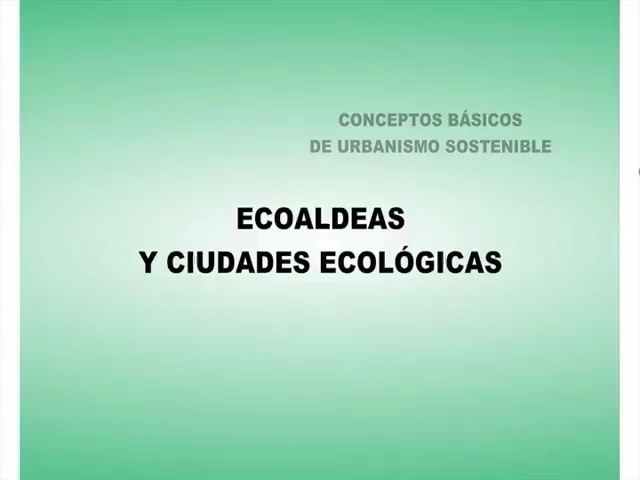 CONCEPTOS BÁSICOS
DE URBANISMO SOSTENIBLE
ECOALDEAS
Y CIUDADES ECOLÓGICAS